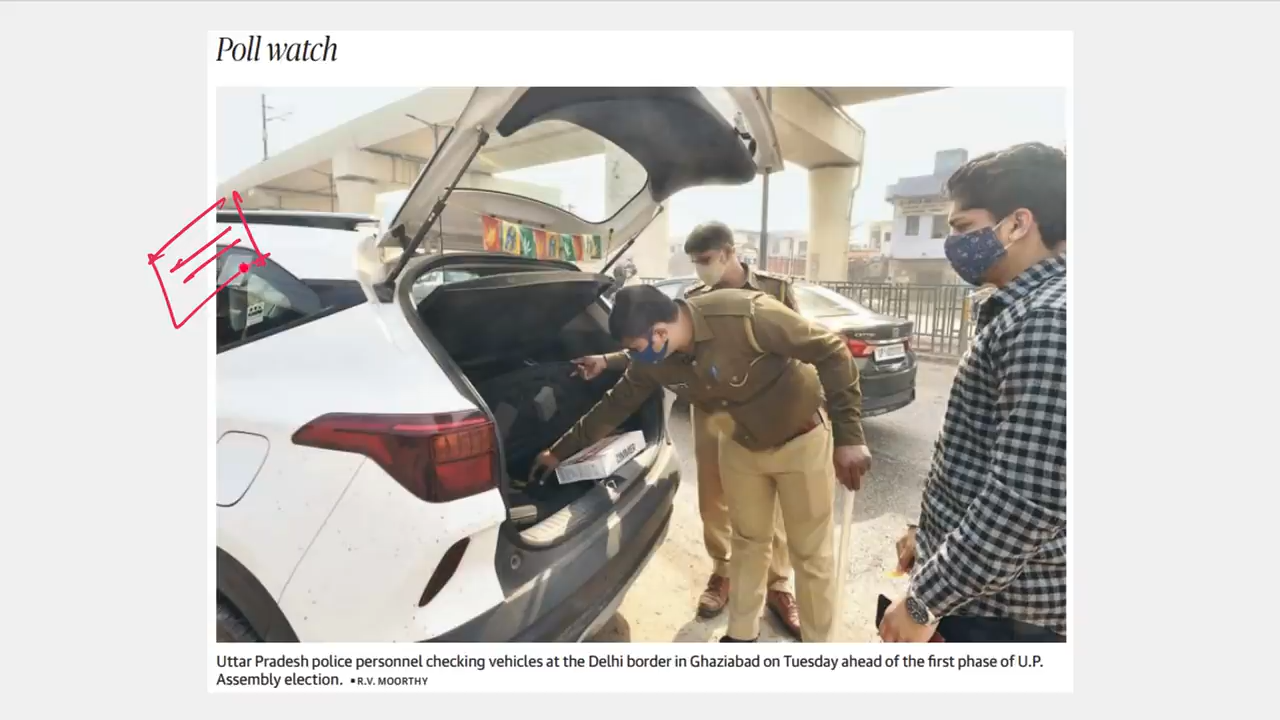 Poll watch
ZIMMER
Uttar Pradesh police personnel checking vehicles at the Delhi border in Ghaziabad on Tuesday ahead of the first phase of U.P.
Assembly election. ▪R.V. MOORTHY